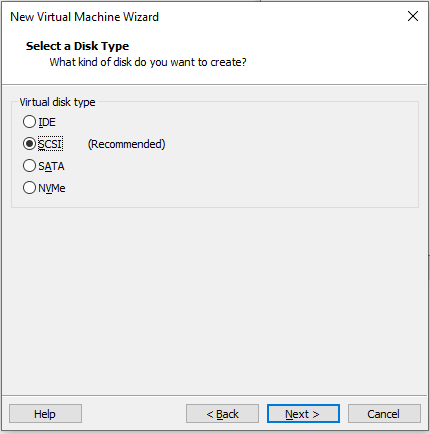 New Virtual Machine Wizard
Select a Disk Type
What kind of disk do you want to create?
Virtual disk type
IDE
SCSI (Recommended)
SATA
NVMe
Help < Back Next > Cancel